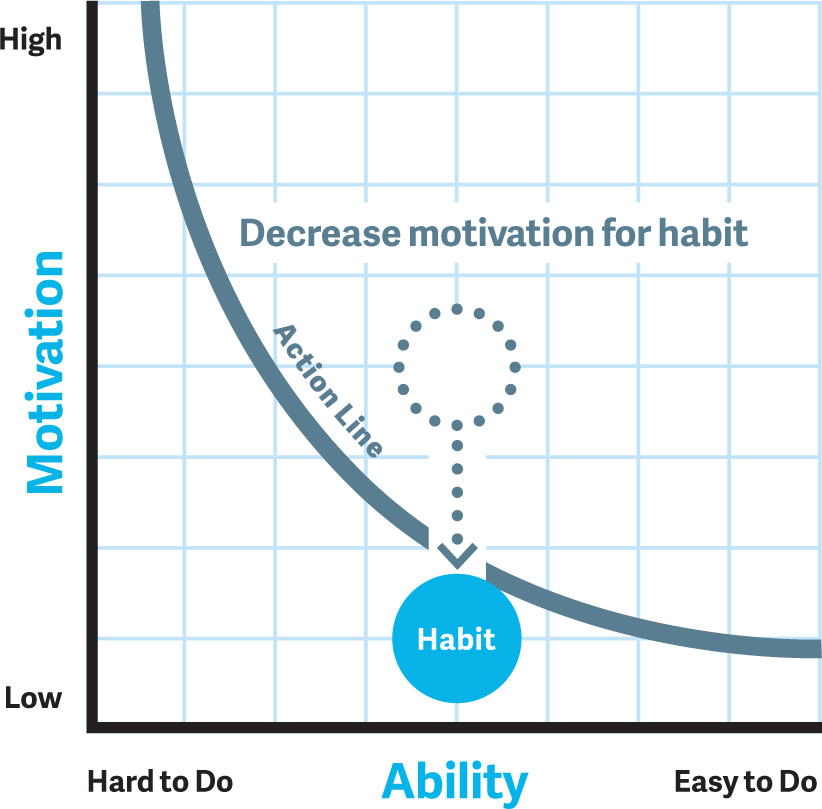 High
Decrease motivation for habit
Action Line
Motivation
Habit
Low
Hard to Do
Ability
Easy to Do